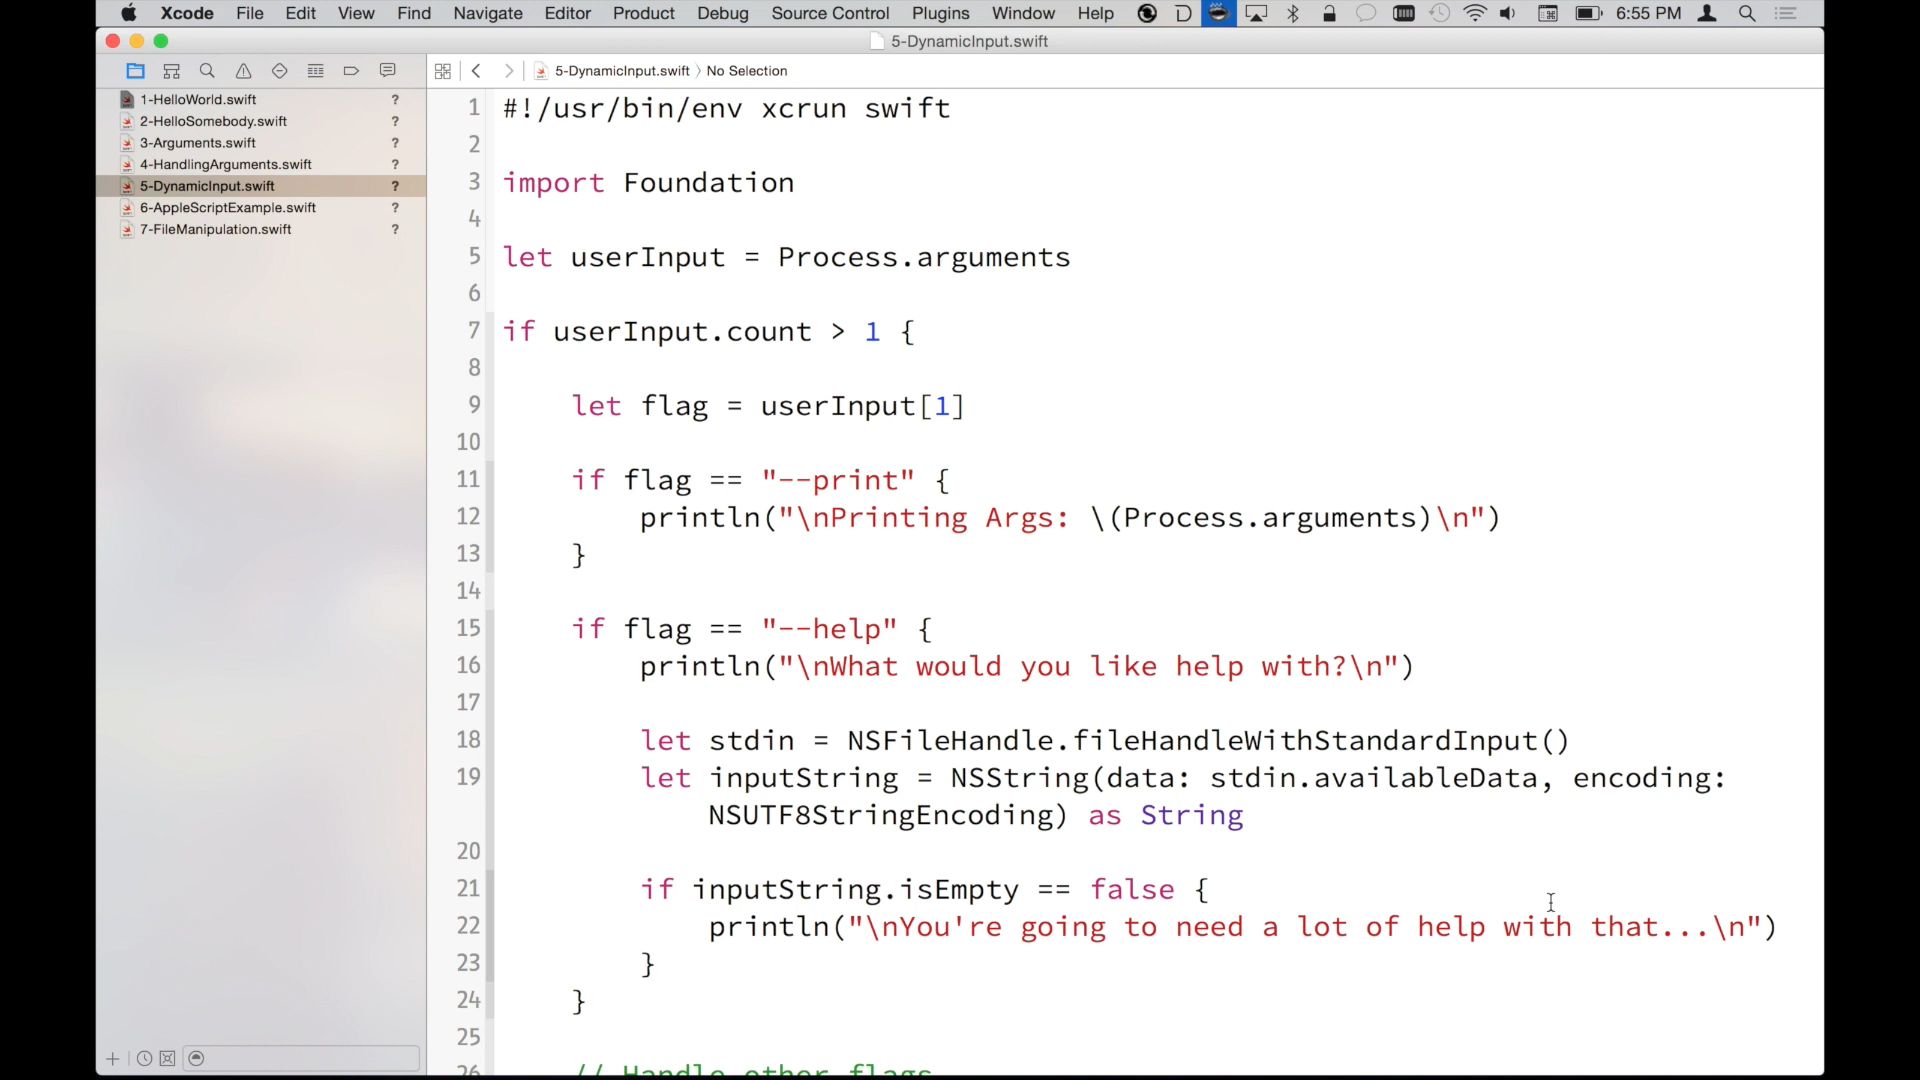 Xcode File Edit View Find Navigate Editor Product Debug Source Control Plugins Window Help 6:55 PM
5-DynamicInput.swift
5-DynamicInput.swift No Selection
1-HelloWorld.swift ?
2-HelloSomebody.swift ?
3-Arguments.swift ?
4-HandlingArguments.swift ?
5-DynamicInput.swift ?
6-AppleScriptExample.swift ?
7-FileManipulation.swift ?
1 #!/usr/bin/env xcrun swift
2
3 import Foundation
4
5 let userInput = Process.arguments
6
7 if userInput.count > 1 {
8
9 let flag = userInput[1]
10
11 if flag == "--print" {
12 println("\nPrinting Args: \(Process.arguments)\n")
13 }
14
15 if flag == "--help" {
16 println("\nWhat would you like help with?\n")
17
18 let stdin = NSFileHandle.fileHandleWithStandardInput()
19 let inputString = NSString(data: stdin.availableData, encoding:
NSUTF8StringEncoding) as String
20
21 if inputString.isEmpty == false {
22 println("\nYou're going to need a lot of help with that...\n")
23 }
24 }
25
26 // Handle other flags